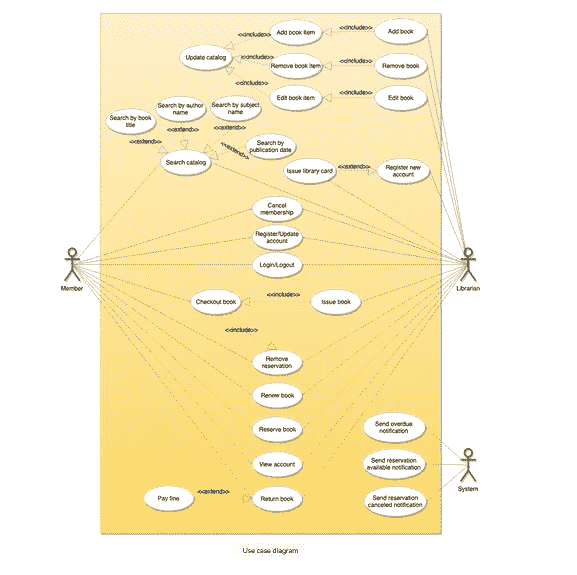 <<include>>
Add book item
<<include>>
Add book
Update catalog
<<include>>
Remove book item
<<include>>
Remove book
<<include>>
Edit book item
<<include>>
Edit book
Search by book
title
Search by author
name
Search by subject
name
<<extend>>
<<extend>>
<<extend>>
<<extend>>
Search by
publication date
Search catalog
Issue library card
<<extend>>
Register new
account
Cancel
membership
Register/Update
account
Login/Logout
Member
Librarian
Checkout book
<<include>>
Issue book
<<include>>
Remove
reservation
Renew book
Reserve book
View account
Pay fine
<<extend>>
Return book
Send overdue
notification
Send reservation
available notification
Send reservation
canceled notification
System
Use case diagram